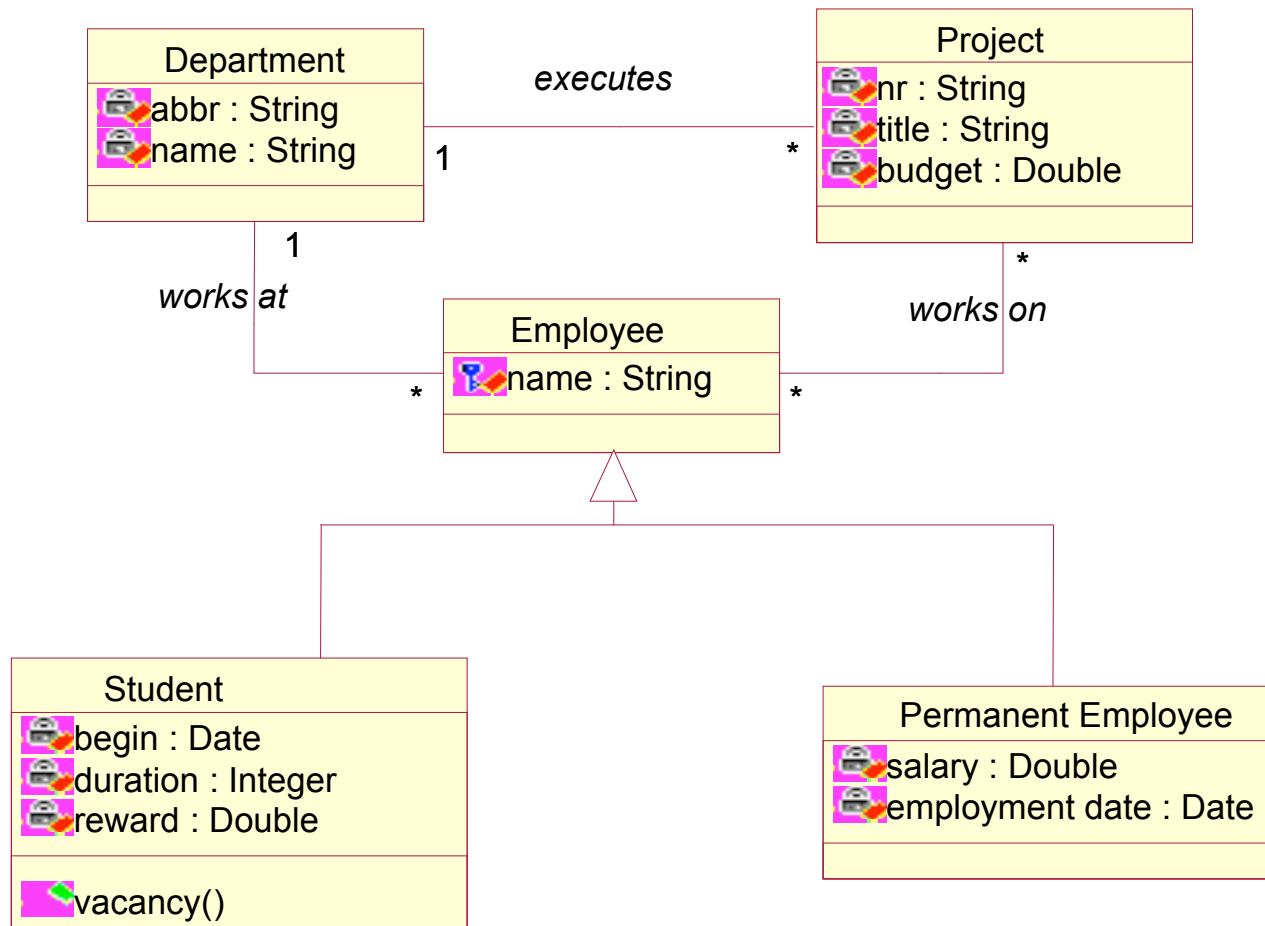 Department
abbr : String
name : String
executes
1
*
Project
nr : String
title : String
budget : Double
1
works at
*
works on
Employee
name : String
*
*
Student
begin : Date
duration : Integer
reward : Double
vacancy()
Permanent Employee
salary : Double
employment date : Date